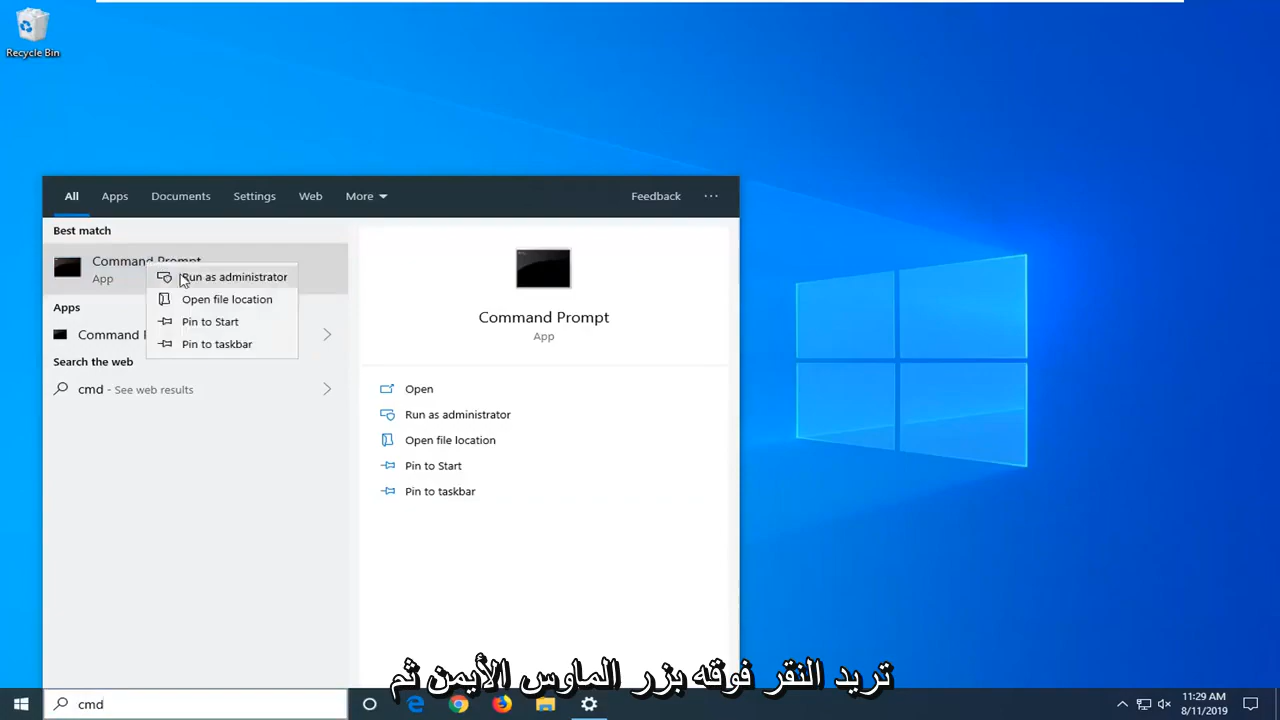 Recycle Bin
All Apps Documents Settings Web More Feedback ...
Best match
Command Prompt
App
Run as administrator
Open file location
Pin to Start
Pin to taskbar
Apps
Command
Search the web
cmd - See web results
Command Prompt
App
Open
Run as administrator
Open file location
Pin to Start
Pin to taskbar
تريد النقر فوقه بزر الماوس الأيمن ثم
cmd
11:29 AM
8/11/2019